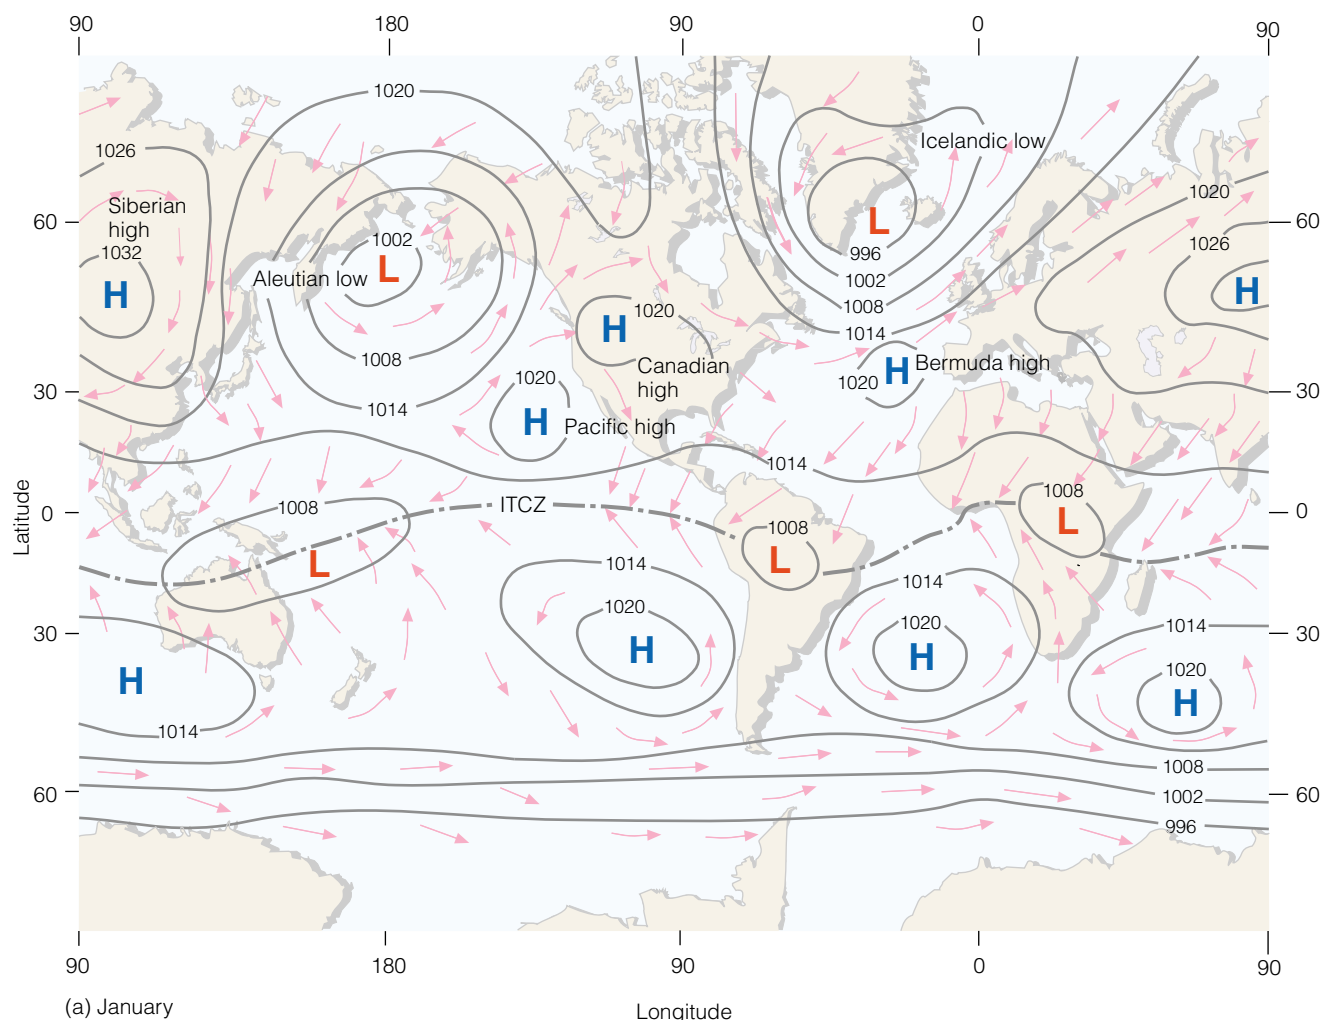 90 180 90 0 90
1020
Icelandic low
1026
1020
Siberian
high
60 L 60
1002 1026
1032 996
L
Aleutian low 1002
H H
1008
1020
H 1014
1008 Canadian Bermuda high
high H
1020 1020
30 30
1014
H Pacific high
1014
1008
ITCZ 1008
Latitude
0 0
L
1008
L L
1014 1014
1020 1020
30 1014 30
H H
H 1020
H
1014
1008
60 1002 60
996
90 180 90 0 90
(a) January Longitude